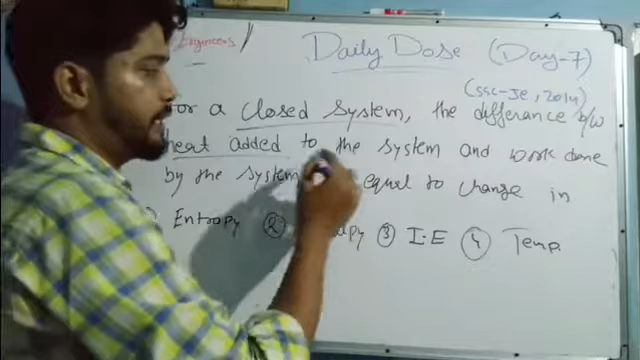 Engineers
Daily Dose (Day-7)
(SSC-Je, 2014)
For a closed system, the differance b/w
heat added to the system and work done
by the system equal to change in
Entropy ② ③ I·E ④ Temp.